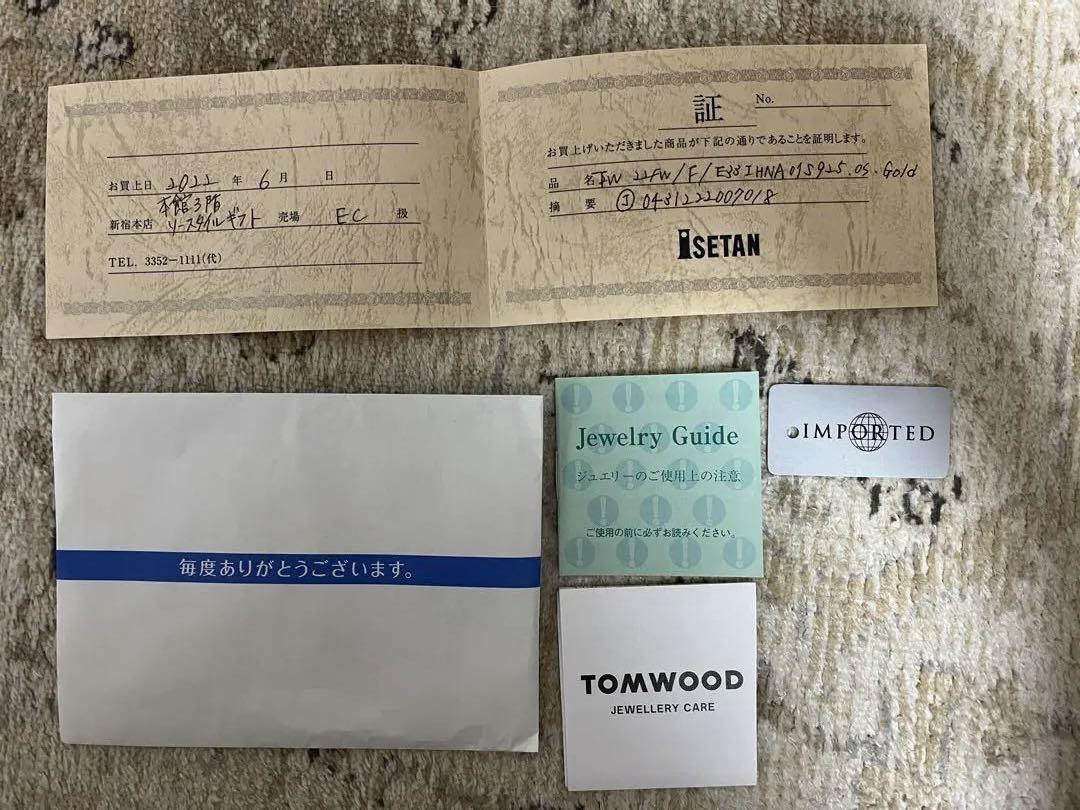 お買上日 2022 年 6 月 日
本館3階
新宿本店 リースタイルギフト 売場 EC 扱
TEL. 3352-1111(代)
証 No.
お買上げいただきました商品が下記の通りであることを証明します。
品 名 TW 22FW/F/E33IHNA01S925.OS.Gold
摘 要 J 0431222007018
ISETAN
毎度ありがとうございます。
Jewelry Guide
ジュエリーのご使用上の注意
ご使用の前に必ずお読みください。
IMPORTED
TOMWOOD
JEWELLERY CARE